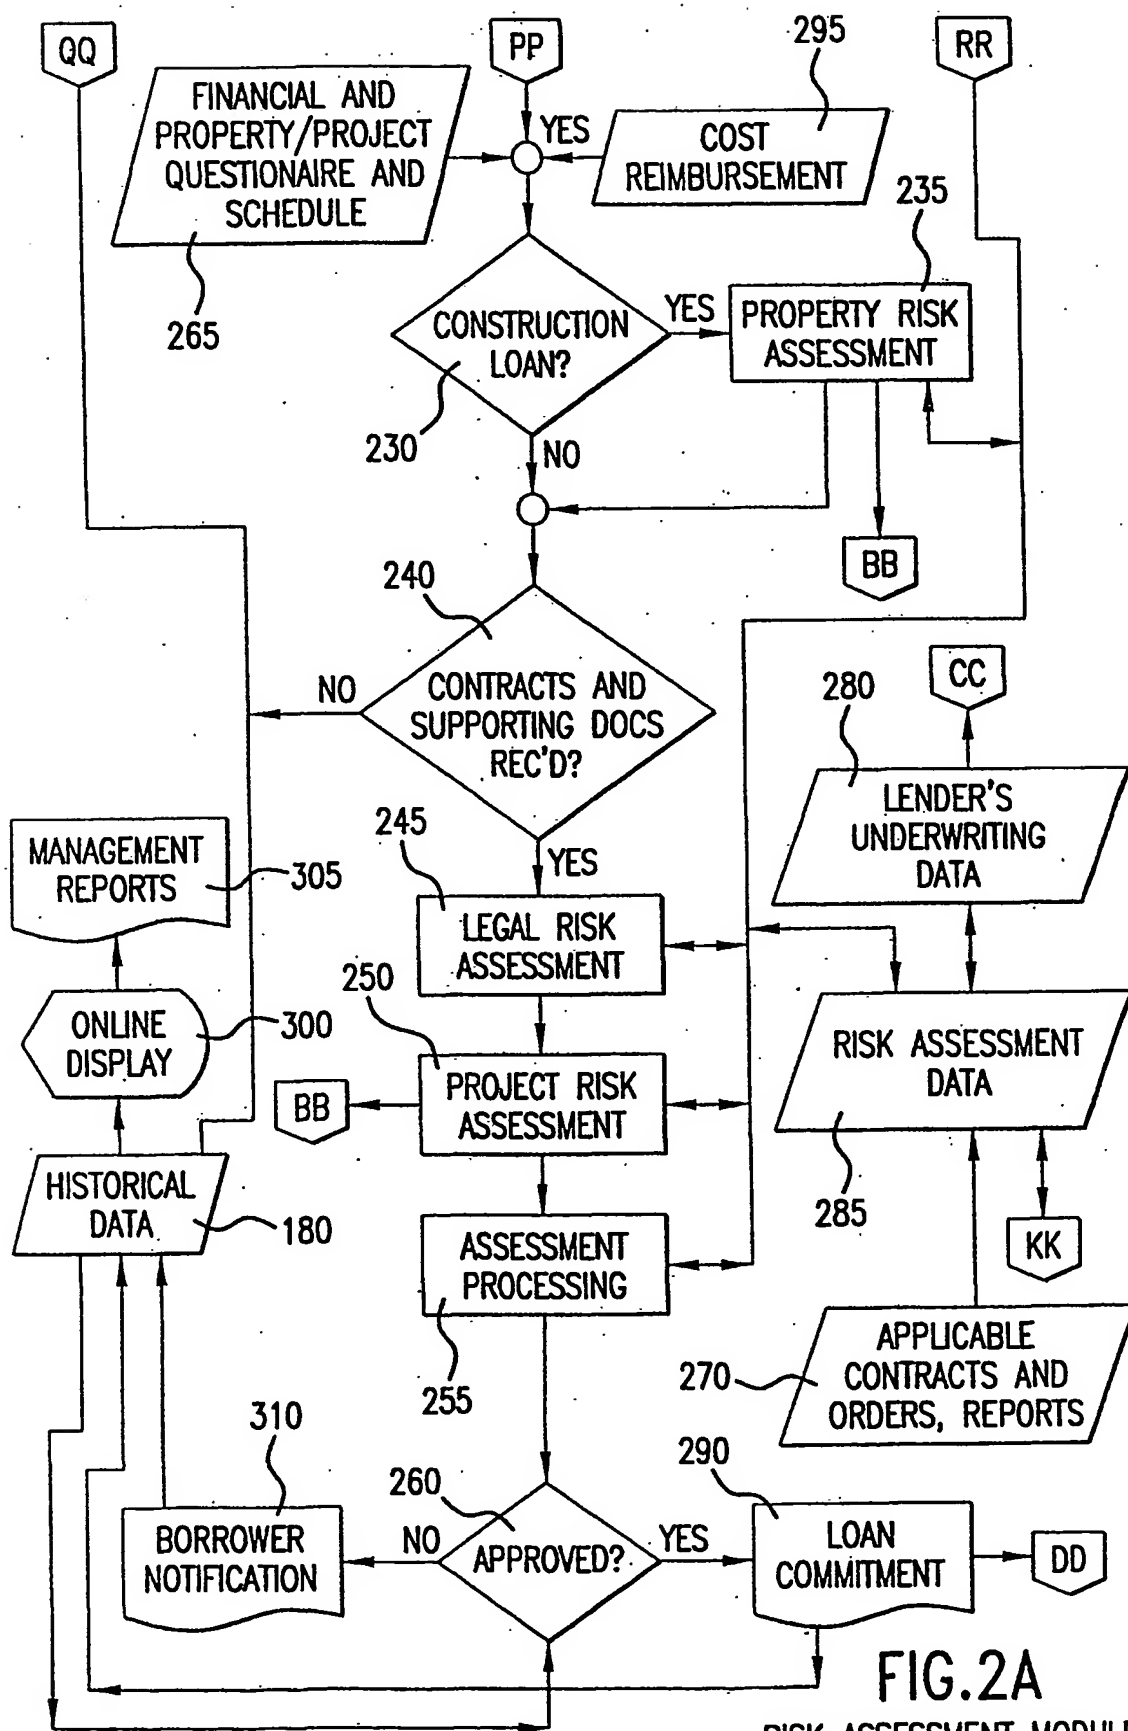 QQ
PP
295
RR
FINANCIAL AND
PROPERTY/PROJECT
QUESTIONAIRE AND
SCHEDULE
YES
COST
REIMBURSEMENT
235
265
CONSTRUCTION
LOAN?
YES
PROPERTY RISK
ASSESSMENT
230
NO
BB
240
NO
CONTRACTS AND
SUPPORTING DOCS
REC'D?
280
CC
LENDER'S
UNDERWRITING
DATA
MANAGEMENT
REPORTS
305
245
YES
LEGAL RISK
ASSESSMENT
250
ONLINE
DISPLAY
300
RISK ASSESSMENT
DATA
BB
PROJECT RISK
ASSESSMENT
HISTORICAL
DATA
180
285
KK
ASSESSMENT
PROCESSING
255
270
APPLICABLE
CONTRACTS AND
ORDERS, REPORTS
310
260
290
BORROWER
NOTIFICATION
NO
APPROVED?
YES
LOAN
COMMITMENT
DD
FIG.2A
RISK ASSESSMENT MODULE